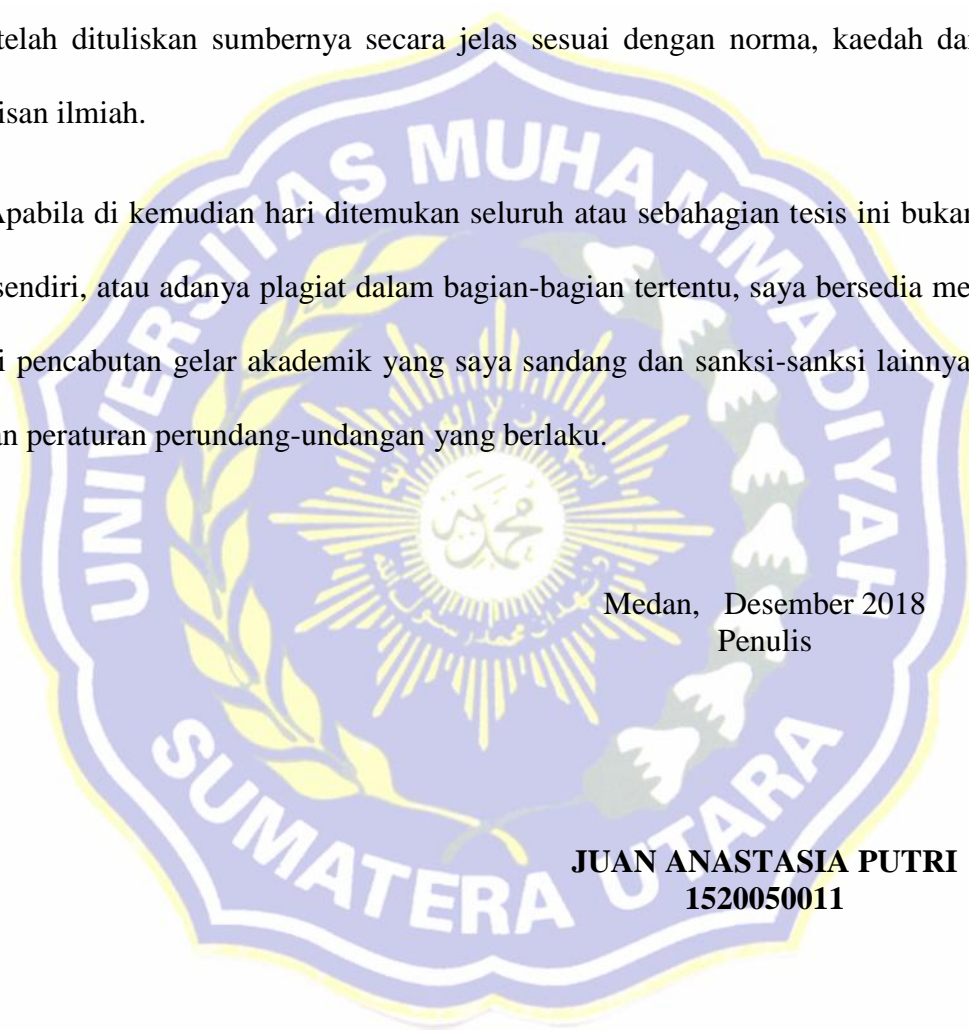 telah dituliskan sumbernya secara jelas sesuai dengan norma, kaedah dan
isan ilmiah.
Apabila di kemudian hari ditemukan seluruh atau sebahagian tesis ini bukan
sendiri, atau adanya plagiat dalam bagian-bagian tertentu, saya bersedia me
i pencabutan gelar akademik yang saya sandang dan sanksi-sanksi lainnya
an peraturan perundang-undangan yang berlaku.
UNIVERSITAS MUHAMMADIYAH
محمد
Medan, Desember 2018
Penulis
JUAN ANASTASIA PUTRI
1520050011
SUMATERA UTARA